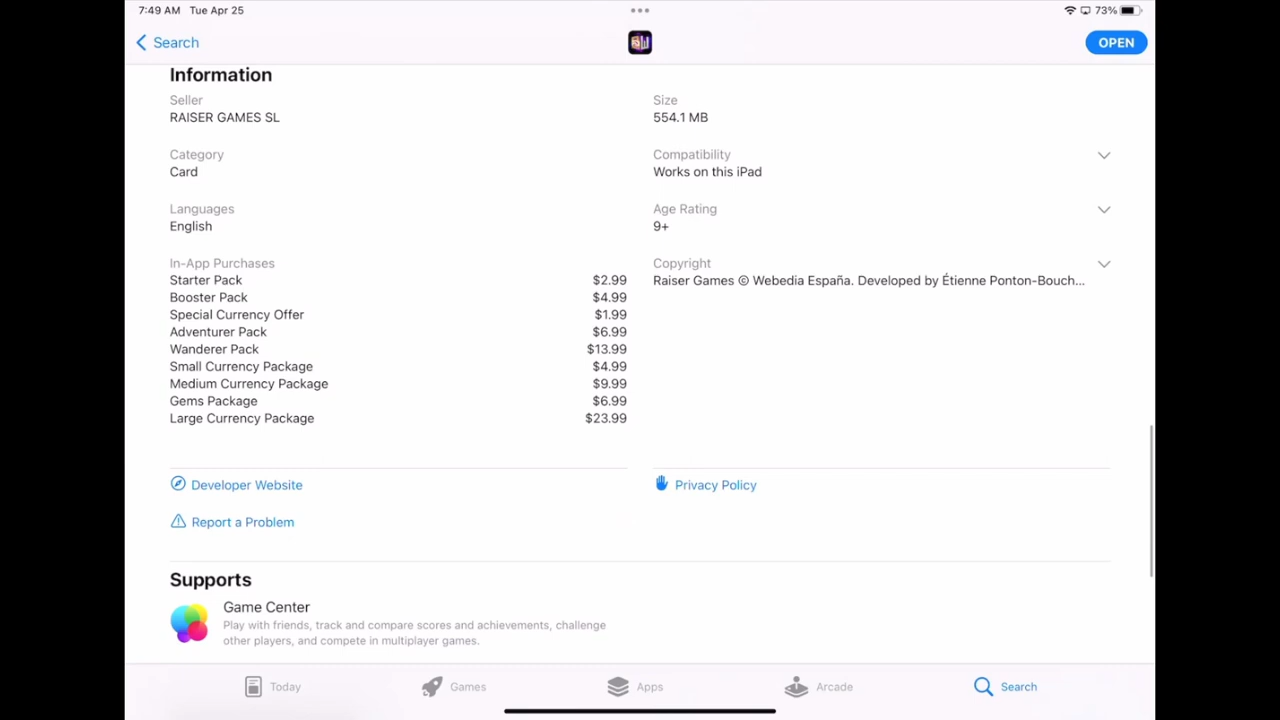 7:49 AM Tue Apr 25
73%
Search
OPEN
Information
Seller
RAISER GAMES SL
Size
554.1 MB
Category
Card
Compatibility
Works on this iPad
Languages
English
Age Rating
9+
In-App Purchases
Starter Pack $2.99
Booster Pack $4.99
Special Currency Offer $1.99
Adventurer Pack $6.99
Wanderer Pack $13.99
Small Currency Package $4.99
Medium Currency Package $9.99
Gems Package $6.99
Large Currency Package $23.99
Copyright
Raiser Games © Webedia España. Developed by Étienne Ponton-Bouch...
Developer Website
Privacy Policy
Report a Problem
Supports
Game Center
Play with friends, track and compare scores and achievements, challenge
other players, and compete in multiplayer games.
Today
Games
Apps
Arcade
Search